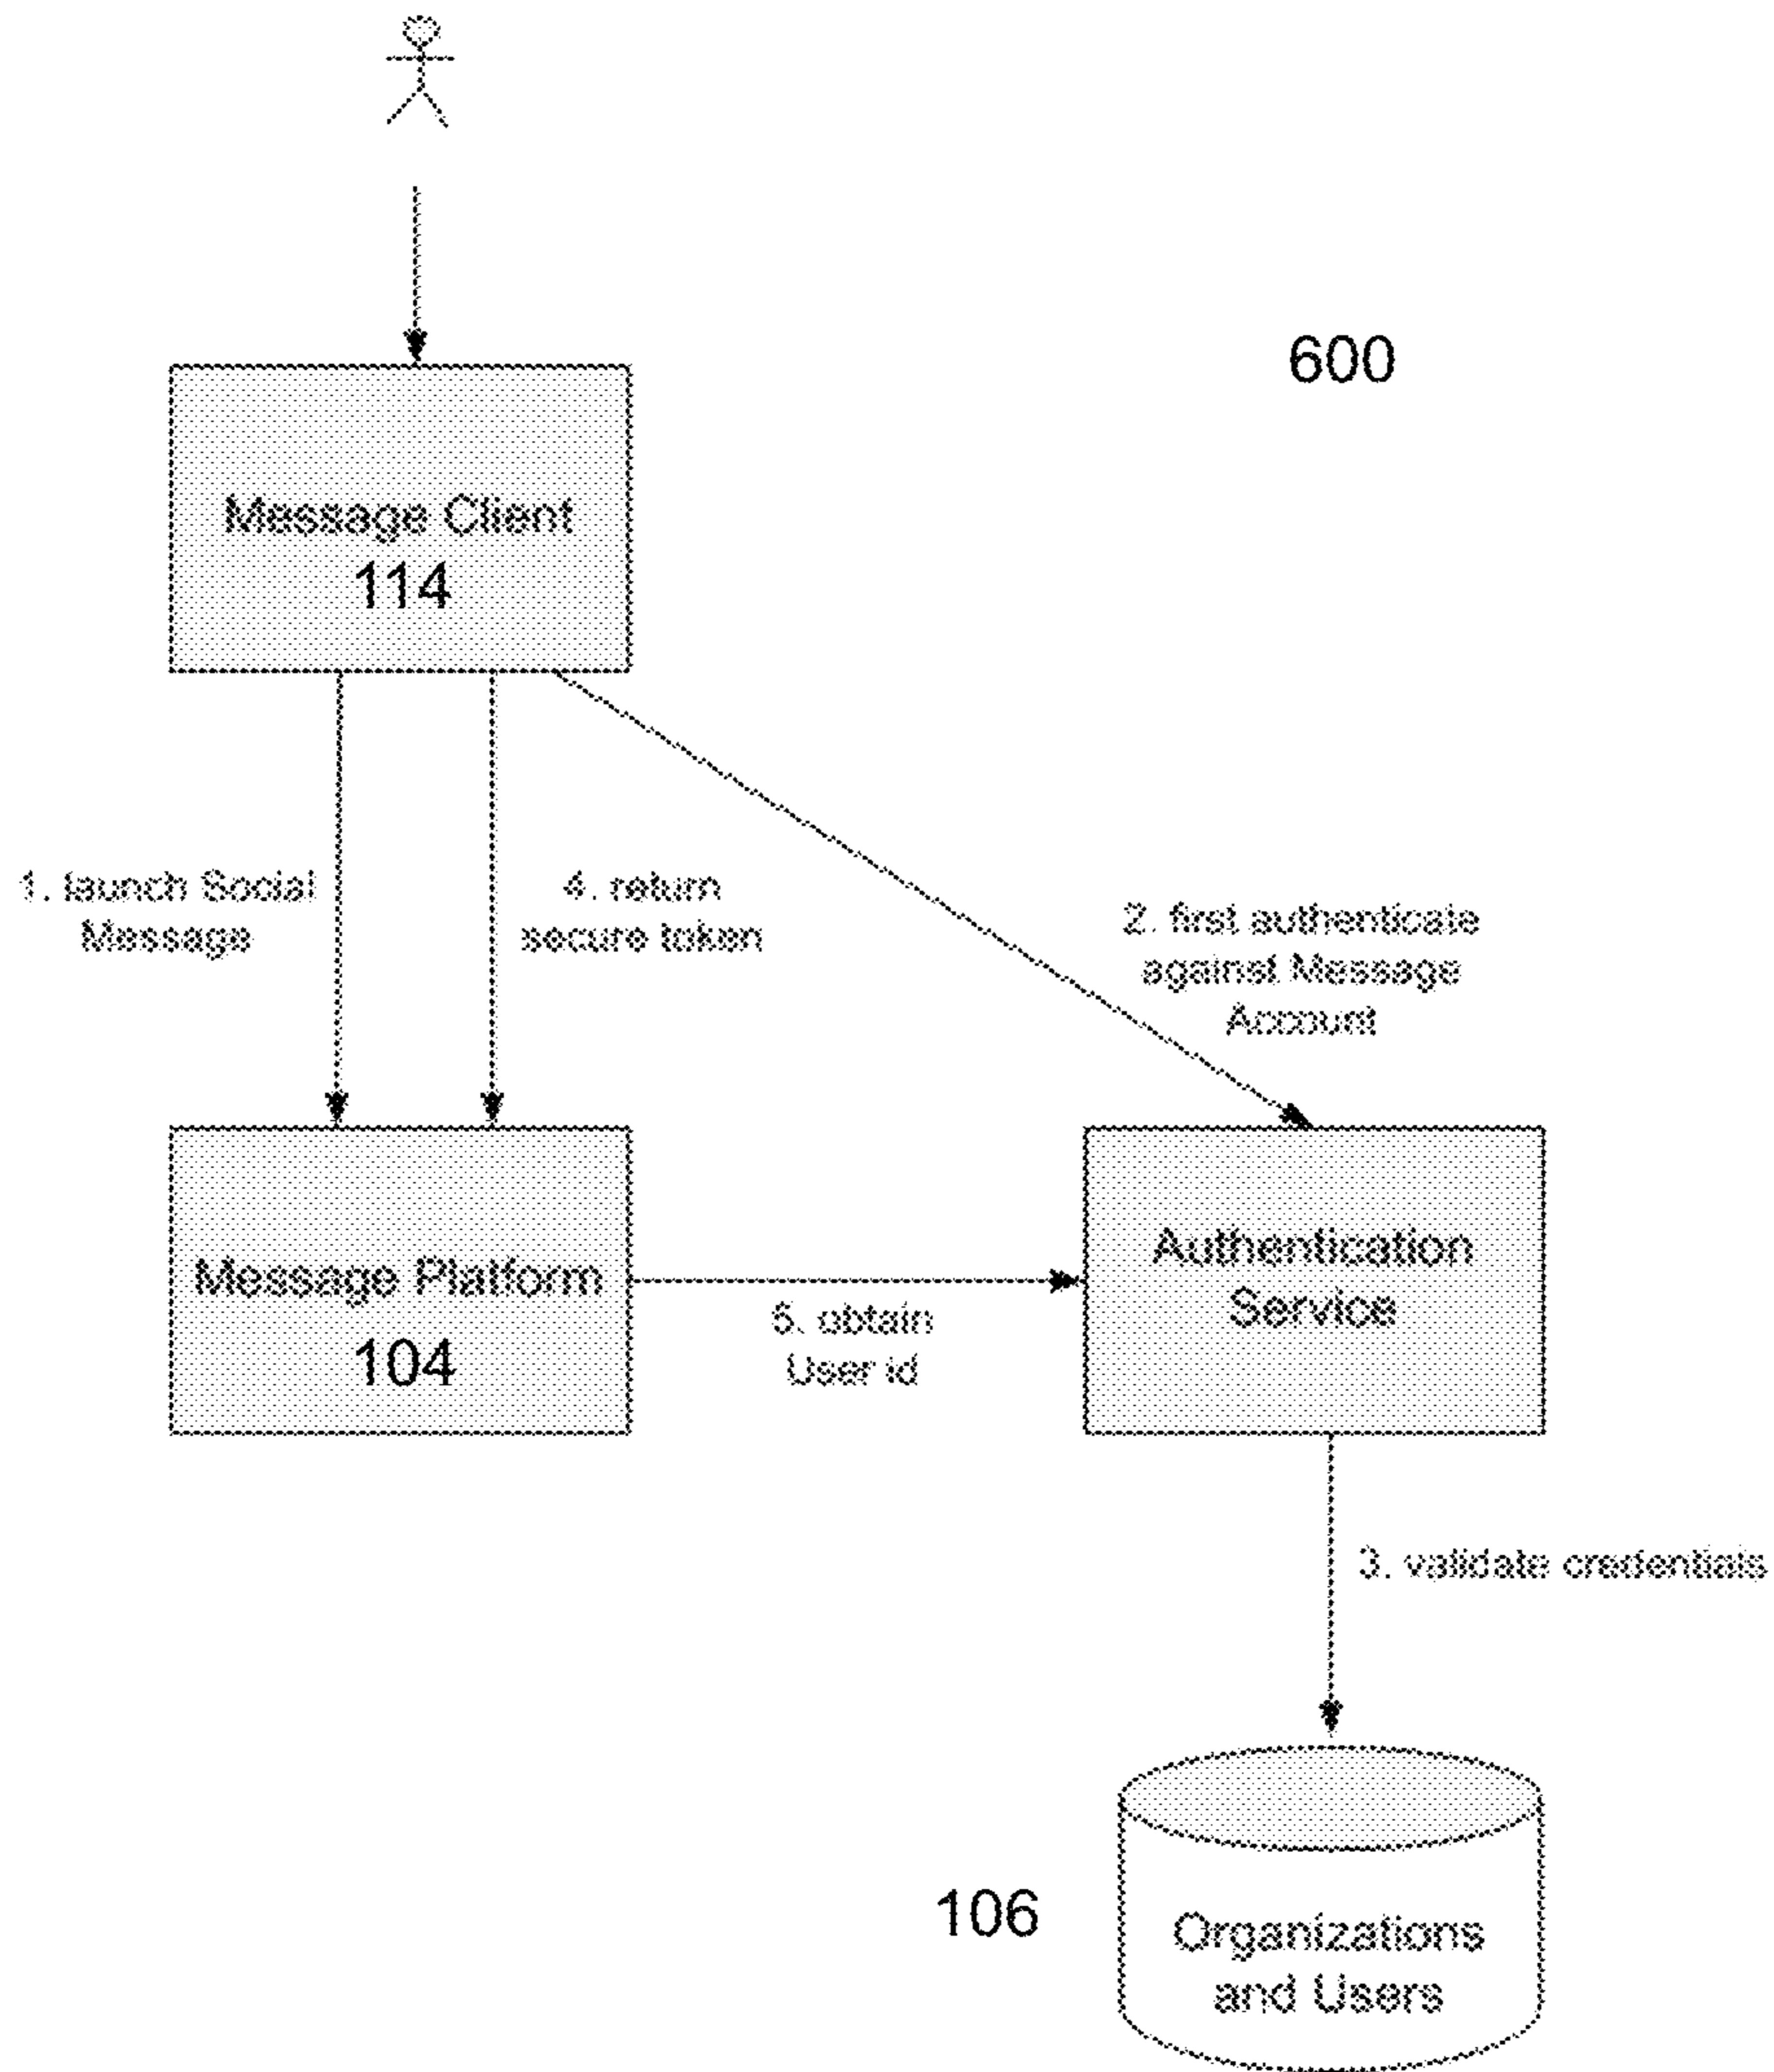 600
Message Client
114
1. launch Social
Message
4. return
secure token
2. first authenticate
against Message
Account
Message Platform
104
5. obtain
User id
Authentication
Service
3. validate credentials
106
Organizations
and Users